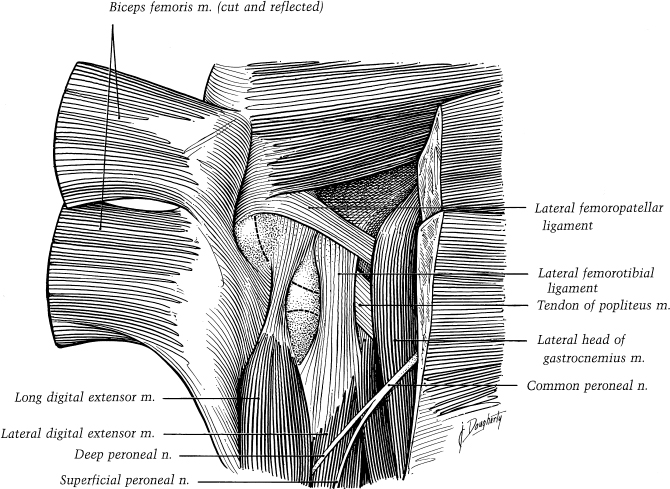 Biceps femoris m. (cut and reflected)
Lateral femoropatellar
ligament
Lateral femorotibial
ligament
Tendon of popliteus m.
Lateral head of
gastrocnemius m.
Common peroneal n.
Long digital extensor m.
Lateral digital extensor m.
Deep peroneal n.
Superficial peroneal n.
J. Daugherty